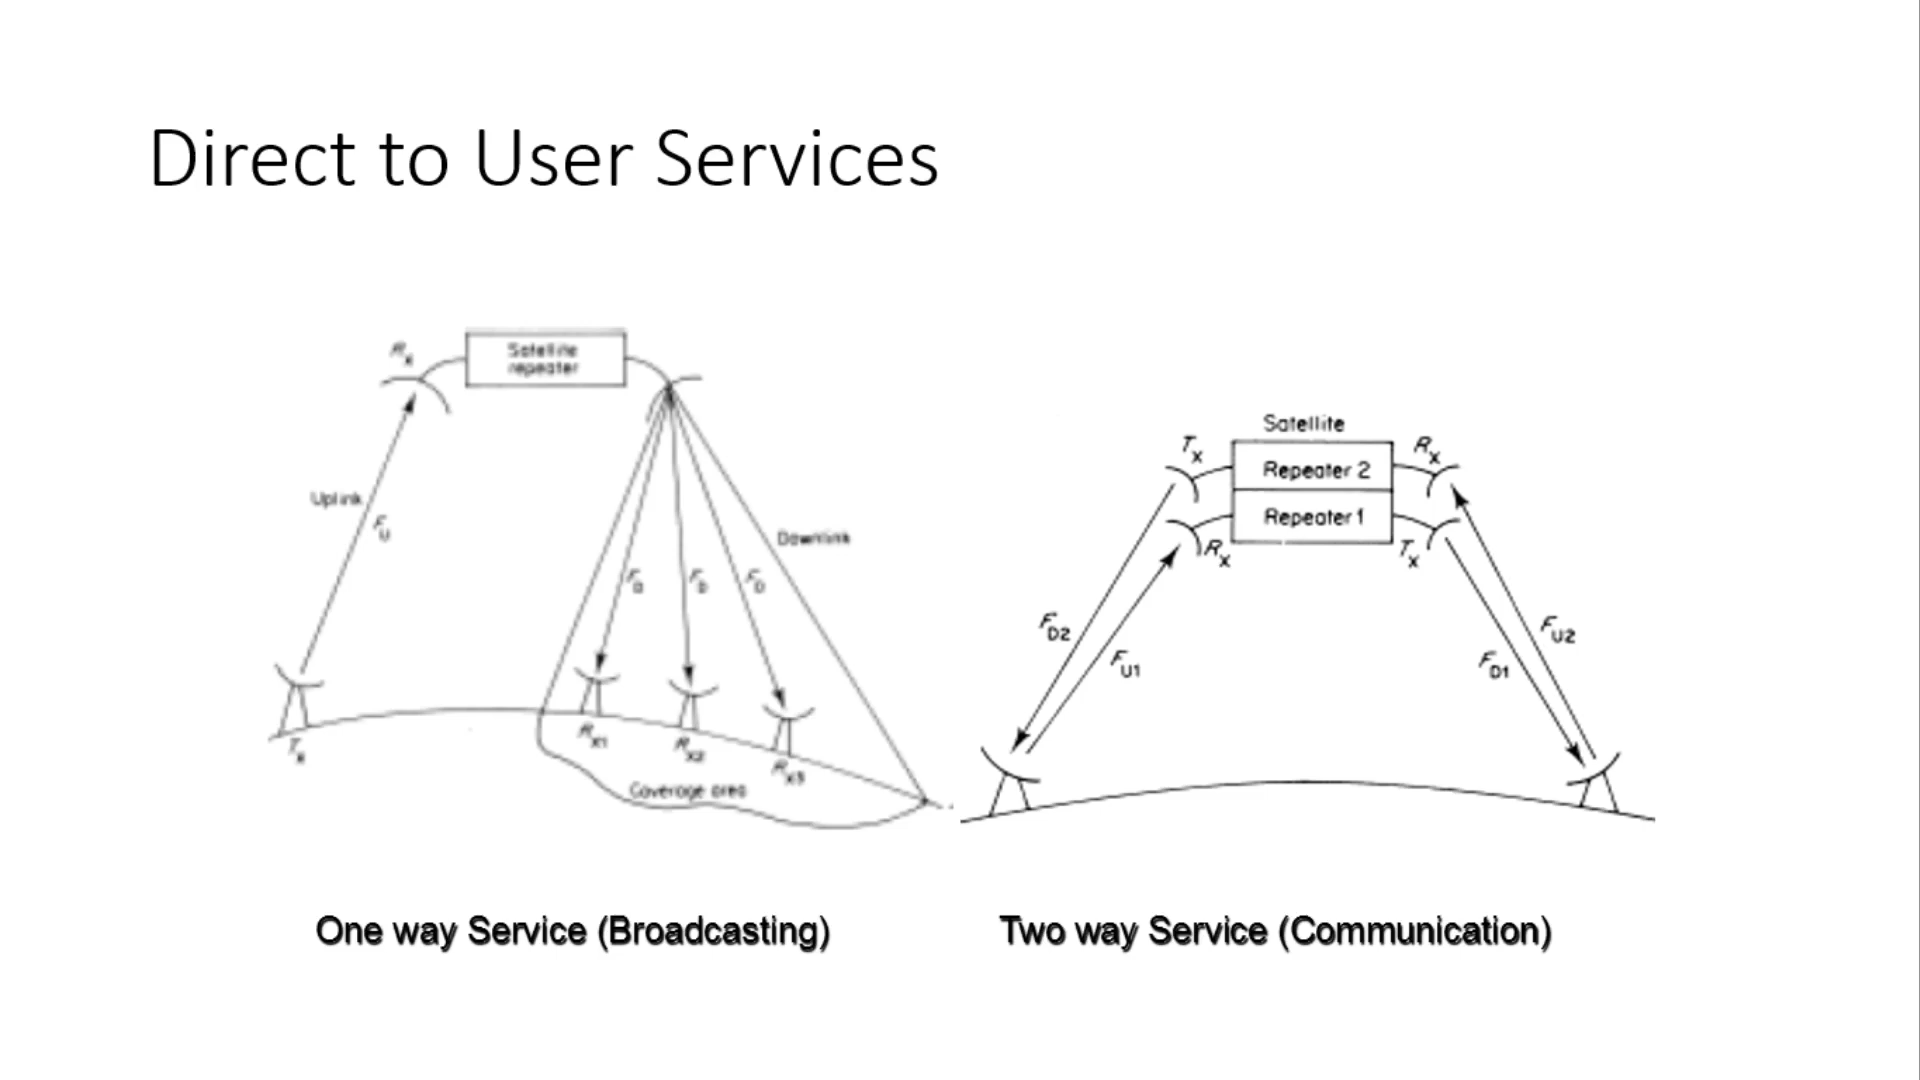 Direct to User Services
Rx
Satellite
repeater
Uplink
FU
Downlink
FD
FD
FD
Tx
Rx1
Rx2
Rx3
Coverage area
Satellite
Tx
Repeater 2
Rx
Repeater 1
Rx
Tx
FD2
FU1
FU2
FD1
One way Service (Broadcasting)
Two way Service (Communication)